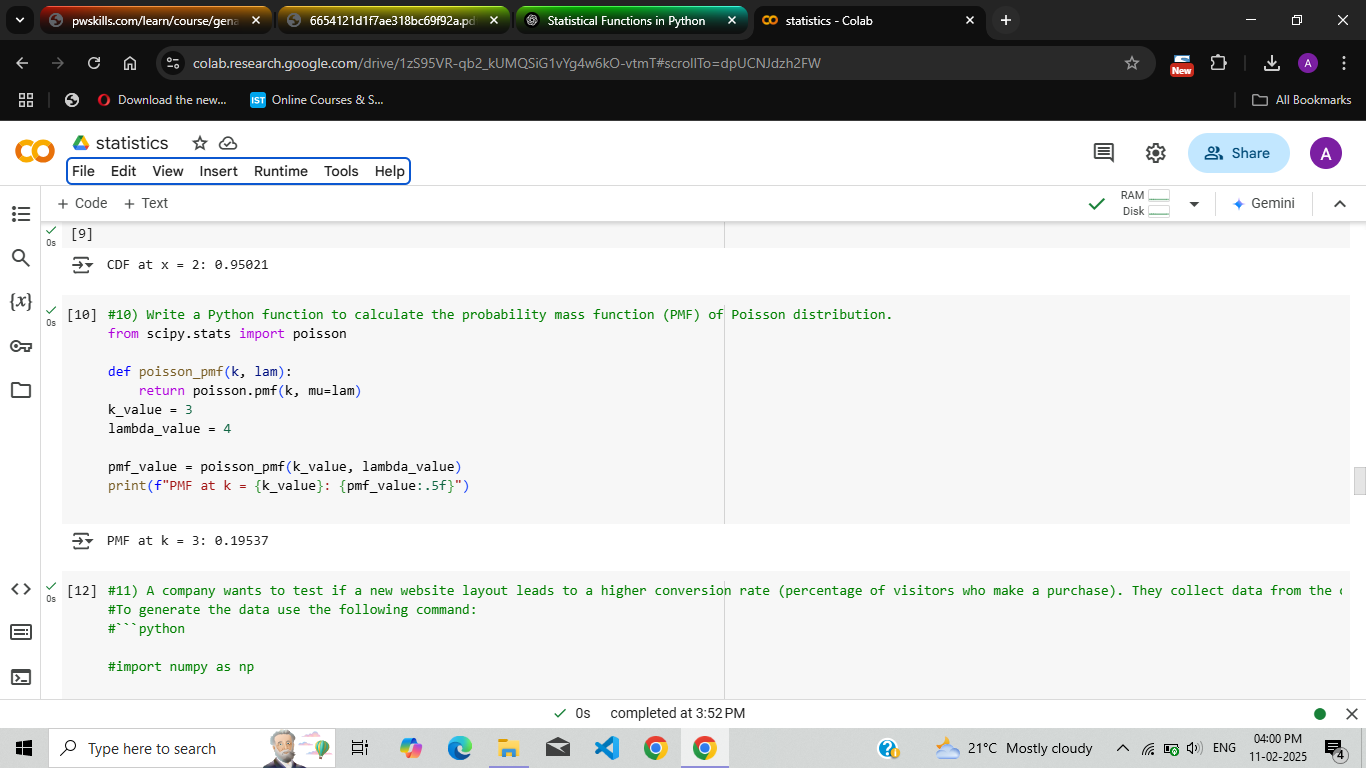 pwskills.com/learn/course/gena
6654121d1f7ae318bc69f92a.pd
Statistical Functions in Python
statistics - Colab
colab.research.google.com/drive/1zS95VR-qb2_kUMQSiG1vYg4w6kO-vtmT#scrollTo=dpUCNJdzh2FW
New
A
Download the new...
IST
Online Courses & S...
All Bookmarks
statistics
Share
A
File Edit View Insert Runtime Tools Help
+ Code + Text
RAM
Disk
Gemini
0s
[9]
CDF at x = 2: 0.95021
{x}
0s
[10] #10) Write a Python function to calculate the probability mass function (PMF) of Poisson distribution.
from scipy.stats import poisson
def poisson_pmf(k, lam):
return poisson.pmf(k, mu=lam)
k_value = 3
lambda_value = 4
pmf_value = poisson_pmf(k_value, lambda_value)
print(f"PMF at k = {k_value}: {pmf_value:.5f}")
PMF at k = 3: 0.19537
0s
[12] #11) A company wants to test if a new website layout leads to a higher conversion rate (percentage of visitors who make a purchase). They collect data from the
#To generate the data use the following command:
#```python
#import numpy as np
0s completed at 3:52 PM
Type here to search
21°C Mostly cloudy
ENG
04:00 PM
11-02-2025
4